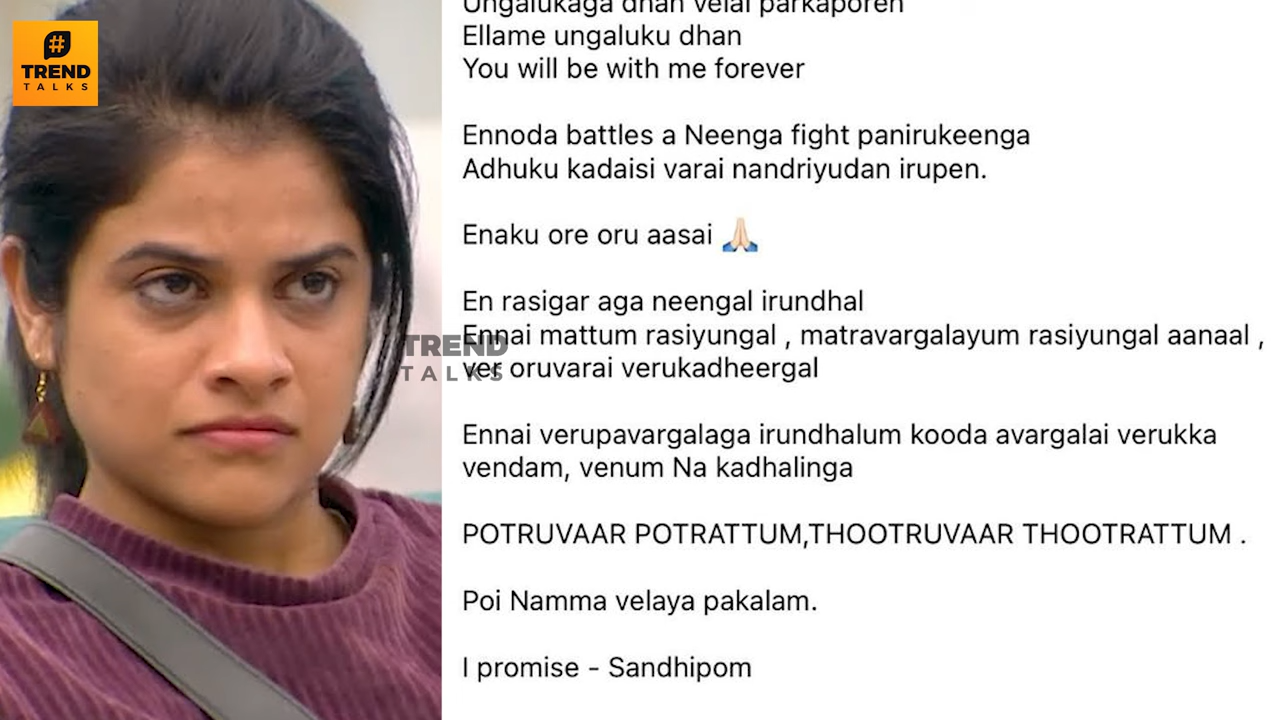 #
TREND
TALKS
Ungalukaga dhan velai parkaporen
Ellame ungaluku dhan
You will be with me forever
Ennoda battles a Neenga fight panirukeenga
Adhuku kadaisi varai nandriyudan irupen.
Enaku ore oru aasai 🙏🏻
En rasigar aga neengal irundhal
Ennai mattum rasiyungal , matravargalayum rasiyungal aanaal ,
ver oruvarai verukadheergal
TREND
TALKS
Ennai verupavargalaga irundhalum kooda avargalai verukka
vendam, venum Na kadhalinga
POTRUVAAR POTRATTUM,THOOTRUVAAR THOOTRATTUM .
Poi Namma velaya pakalam.
I promise - Sandhipom